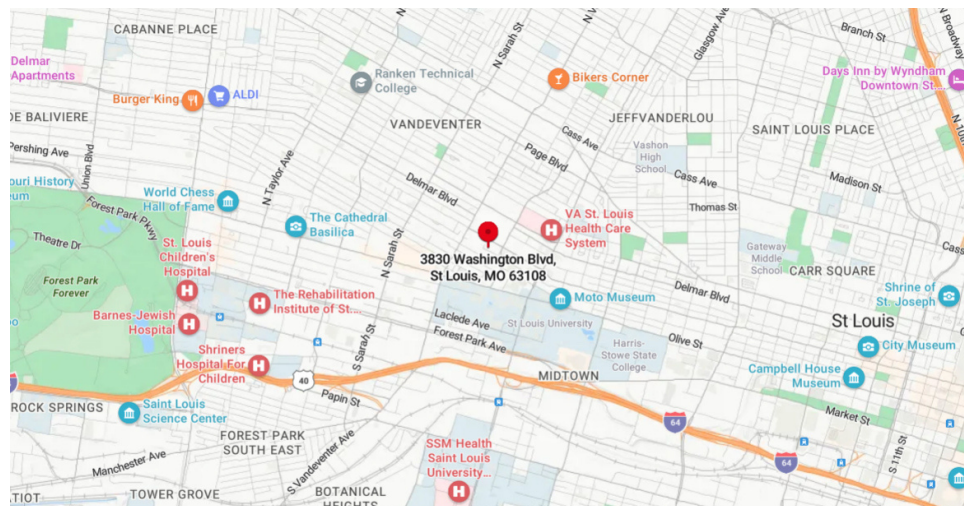 CABANNE PLACE
N Sarah St
Glasgow Ave
Branch St
N Broadway
Delmar
Apartments
Ranken Technical
College
Bikers Corner
Days Inn by Wyndham
Downtown St....
Burger King
ALDI
N 10th
DE BALIVIERE
VANDEVENTER
JEFFVANDERLOU
SAINT LOUIS PLACE
Cass Ave
Pershing Ave
Union Blvd
Page Blvd
Vashon
High
School
Cass Ave
Madison St
N Taylor Ave
Delmar Blvd
World Chess
Hall of Fame
Forest Park Pkwy
The Cathedral
Basilica
Thomas St
VA St. Louis
Health Care
System
Theatre Dr
St. Louis
Children's
Hospital
N Sarah St
3830 Washington Blvd,
St Louis, MO 63108
Gateway
Middle
School
CARR SQUARE
Cass
Forest Park
Forever
The Rehabilitation
Institute of St....
Moto Museum
Delmar Blvd
Shrine of
St. Joseph
Barnes-Jewish
Hospital
Laclede Ave
St Louis University
St Louis
Forest Park Ave
Olive St
S Sarah St
Harris-
Stowe State
College
City Museum
Shriners
Hospital For
Children
40
MIDTOWN
Campbell House
Museum
Papin St
ROCK SPRINGS
Saint Louis
Science Center
64
Market St
FOREST PARK
SOUTH EAST
S Vandeventer Ave
SSM Health
Saint Louis
University...
S 11th St
Manchester Ave
64
TOWER GROVE
BOTANICAL
HEIGHTS